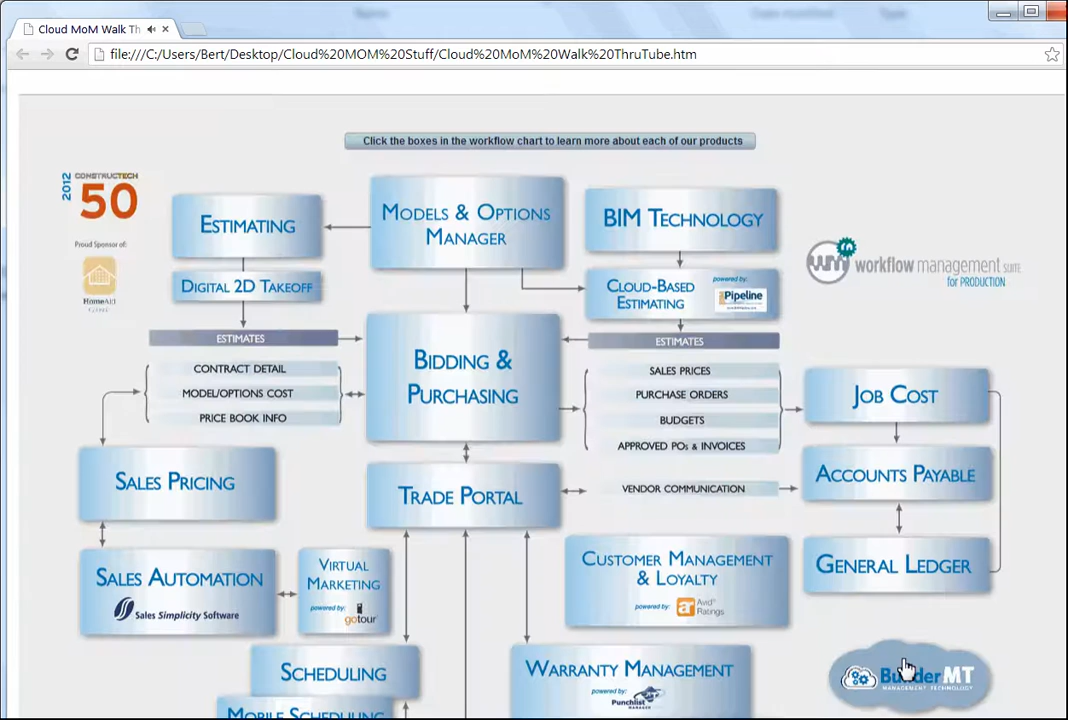 Cloud MoM Walk Th
file:///C:/Users/Bert/Desktop/Cloud%20MOM%20Stuff/Cloud%20MoM%20Walk%20ThruTube.htm
Click the boxes in the workflow chart to learn more about each of our products
2012 CONSTRUCTECH
50
Proud Sponsor of:
HomeAid
ESTIMATING
MODELS & OPTIONS
MANAGER
BIM TECHNOLOGY
wm m workflow management SUITE
for PRODUCTION
DIGITAL 2D TAKEOFF
CLOUD-BASED
ESTIMATING
powered by:
Pipeline
ESTIMATES
CONTRACT DETAIL
MODEL/OPTIONS COST
PRICE BOOK INFO
BIDDING &
PURCHASING
ESTIMATES
SALES PRICES
PURCHASE ORDERS
BUDGETS
APPROVED POs & INVOICES
JOB COST
SALES PRICING
TRADE PORTAL
VENDOR COMMUNICATION
ACCOUNTS PAYABLE
SALES AUTOMATION
Sales Simplicity Software
VIRTUAL
MARKETING
powered by:
gotour
CUSTOMER MANAGEMENT
& LOYALTY
powered by:
ar Avid Ratings
GENERAL LEDGER
SCHEDULING
MOBILE SCHEDULING
WARRANTY MANAGEMENT
powered by:
Punchlist
MANAGER
BuilderMT
MANAGEMENT TECHNOLOGY